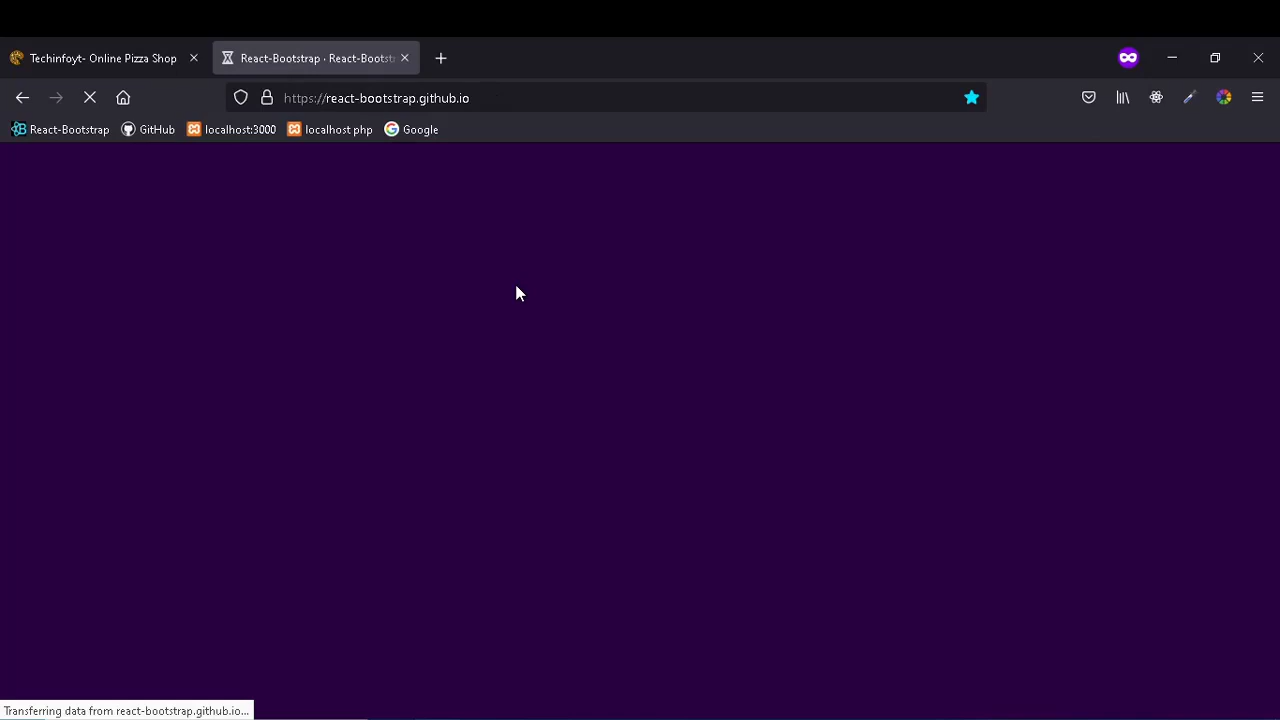 Techinfoyt- Online Pizza Shop
React-Bootstrap · React-Bootst
https://react-bootstrap.github.io
React-Bootstrap GitHub localhost:3000 localhost php Google
Transferring data from react-bootstrap.github.io...